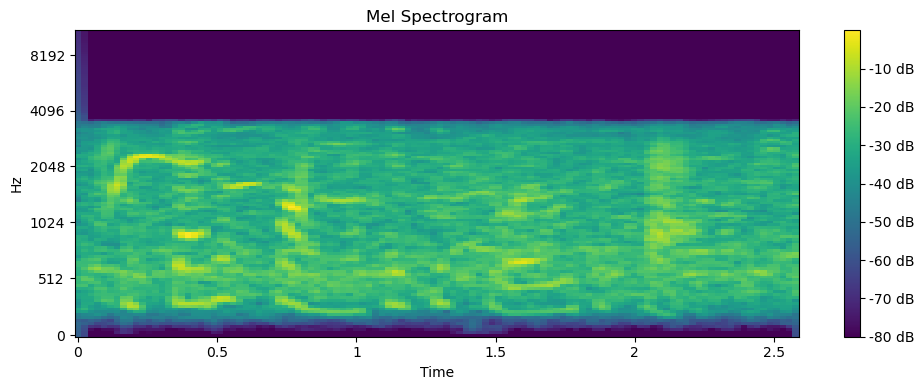 Mel Spectrogram
Hz
8192
4096
2048
1024
512
0
0
0.5
1
1.5
2
2.5
Time
-10 dB
-20 dB
-30 dB
-40 dB
-50 dB
-60 dB
-70 dB
-80 dB